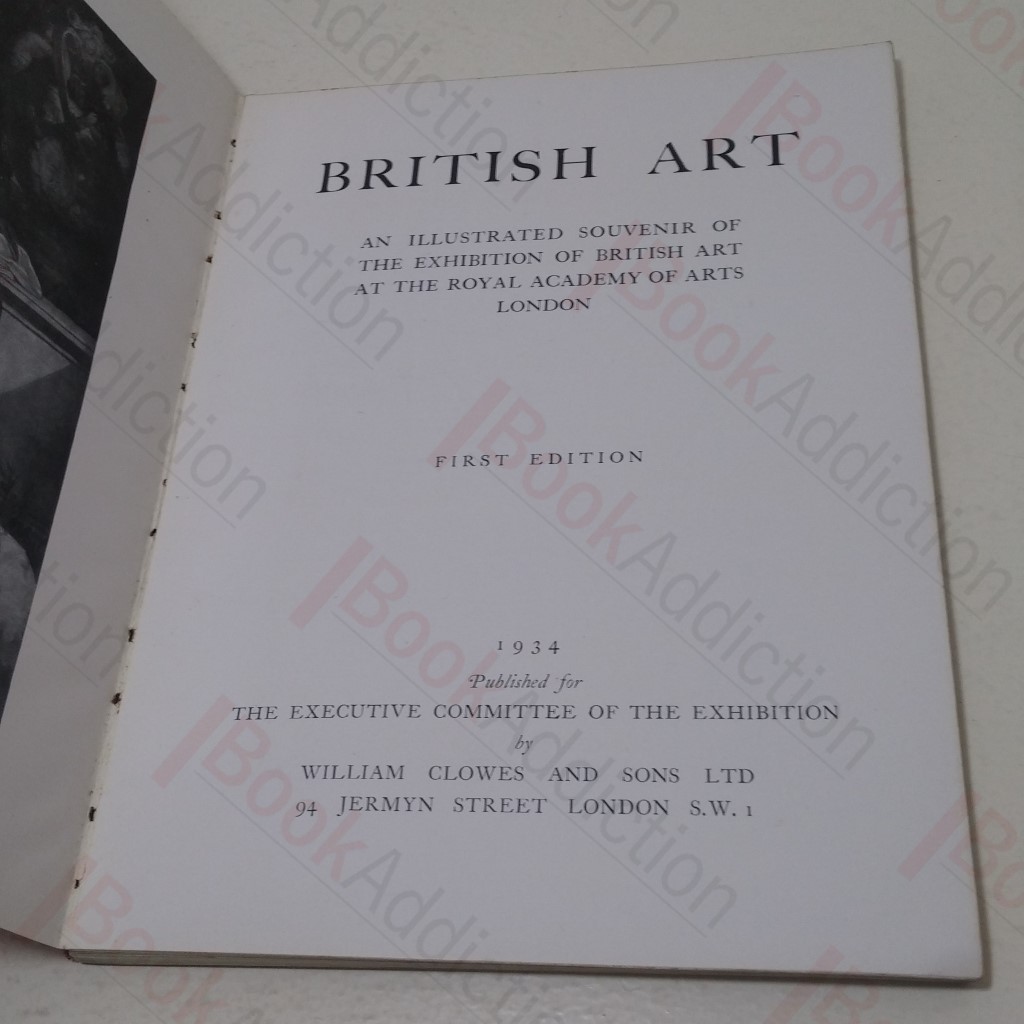 BRITISH ART
AN ILLUSTRATED SOUVENIR OF
THE EXHIBITION OF BRITISH ART
AT THE ROYAL ACADEMY OF ARTS
LONDON
FIRST EDITION
1934
Published for
THE EXECUTIVE COMMITTEE OF THE EXHIBITION
by
WILLIAM CLOWES AND SONS LTD
94 JERMYN STREET LONDON S.W. 1
BookAddiction